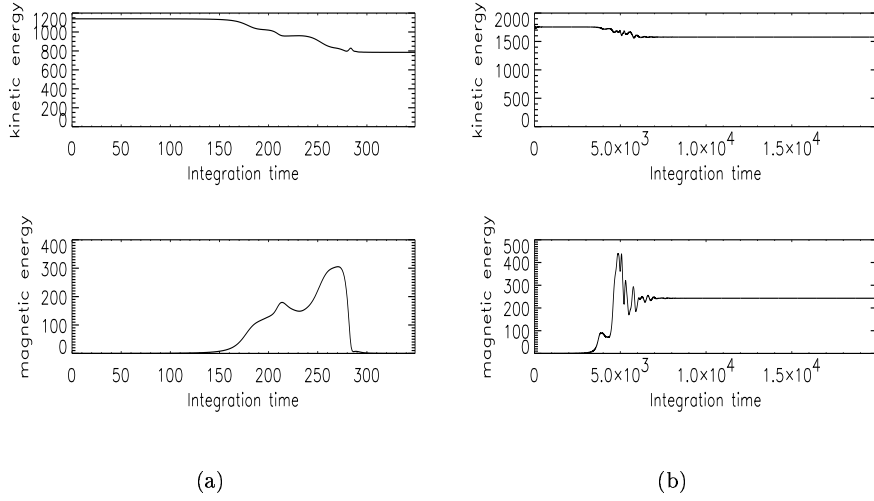 kinetic energy
1200
1000
800
600
400
200
0
0 50 100 150 200 250 300
Integration time
magnetic energy
400
300
200
100
0
0 50 100 150 200 250 300
Integration time
(a)
kinetic energy
2000
1500
1000
500
0
0 5.0×10³ 1.0×10⁴ 1.5×10⁴
Integration time
magnetic energy
500
400
300
200
100
0
0 5.0×10³ 1.0×10⁴ 1.5×10⁴
Integration time
(b)